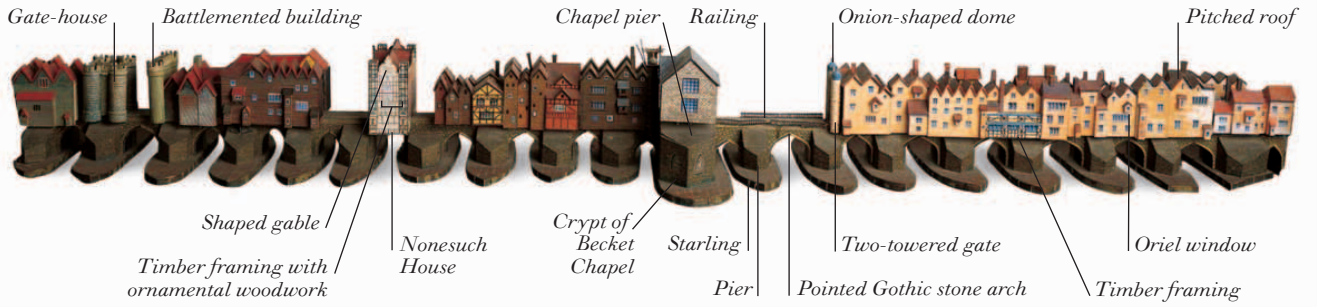 Gate-house
Battlemented building
Chapel pier
Railing
Onion-shaped dome
Pitched roof
Shaped gable
Timber framing with
ornamental woodwork
Nonesuch
House
Crypt of
Becket
Chapel
Starling
Pier
Pointed Gothic stone arch
Two-towered gate
Timber framing
Oriel window